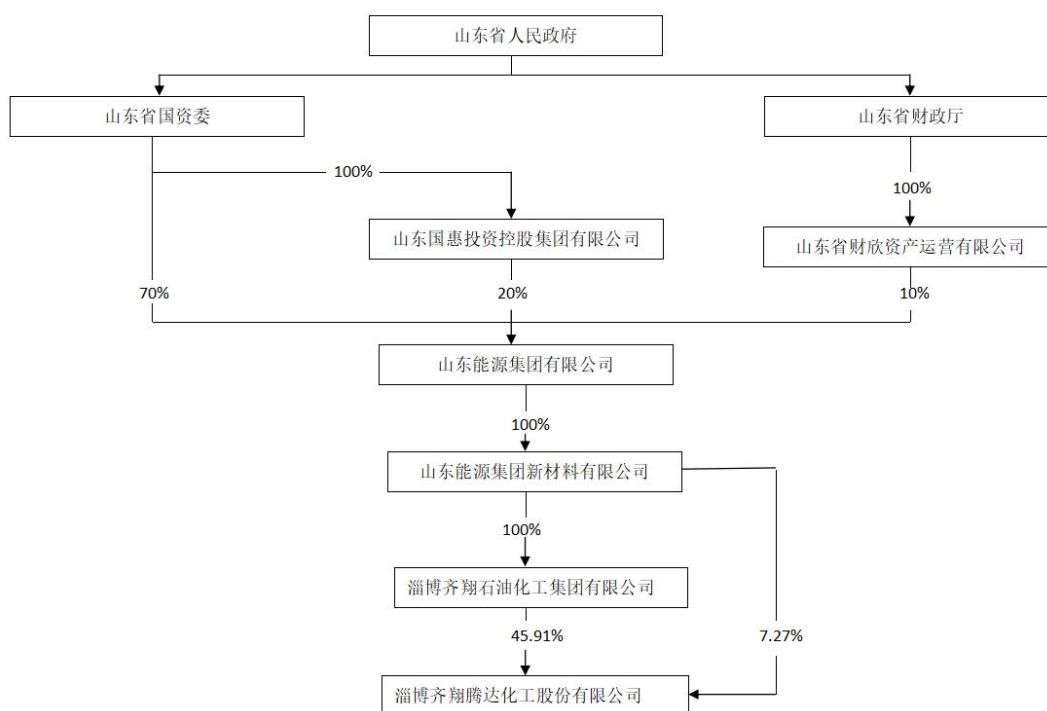 山东省人民政府
山东省国资委
山东省财政厅
100%
100%
山东国惠投资控股集团有限公司
山东省财欣资产运营有限公司
70%
20%
10%
山东能源集团有限公司
100%
山东能源集团新材料有限公司
100%
淄博齐翔石油化工集团有限公司
45.91%
7.27%
淄博齐翔腾达化工股份有限公司